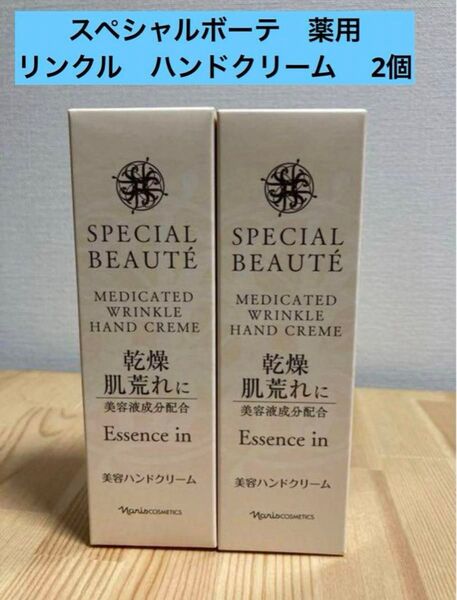 スペシャルボーテ　薬用
リンクル　ハンドクリーム　2個
SPECIAL
BEAUTÉ
MEDICATED
WRINKLE
HAND CREME
乾燥
肌荒れに
美容液成分配合
Essence in
美容ハンドクリーム
naris COSMETICS
SPECIAL
BEAUTÉ
MEDICATED
WRINKLE
HAND CREME
乾燥
肌荒れに
美容液成分配合
Essence in
美容ハンドクリーム
naris COSMETICS